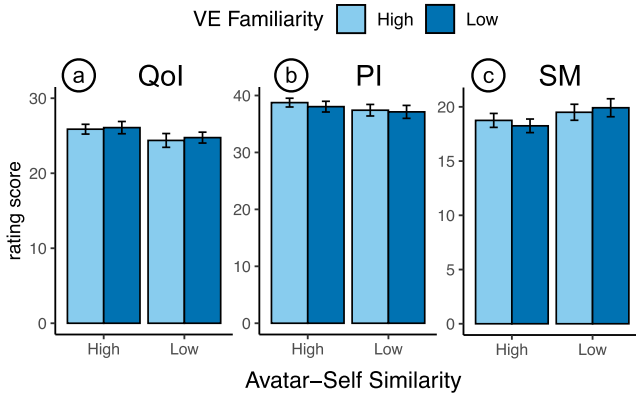 VE Familiarity High Low
a QoI
b PI
c SM
rating score
30
20
10
0
40
30
20
10
0
20
15
10
5
0
High Low
High Low
High Low
Avatar–Self Similarity